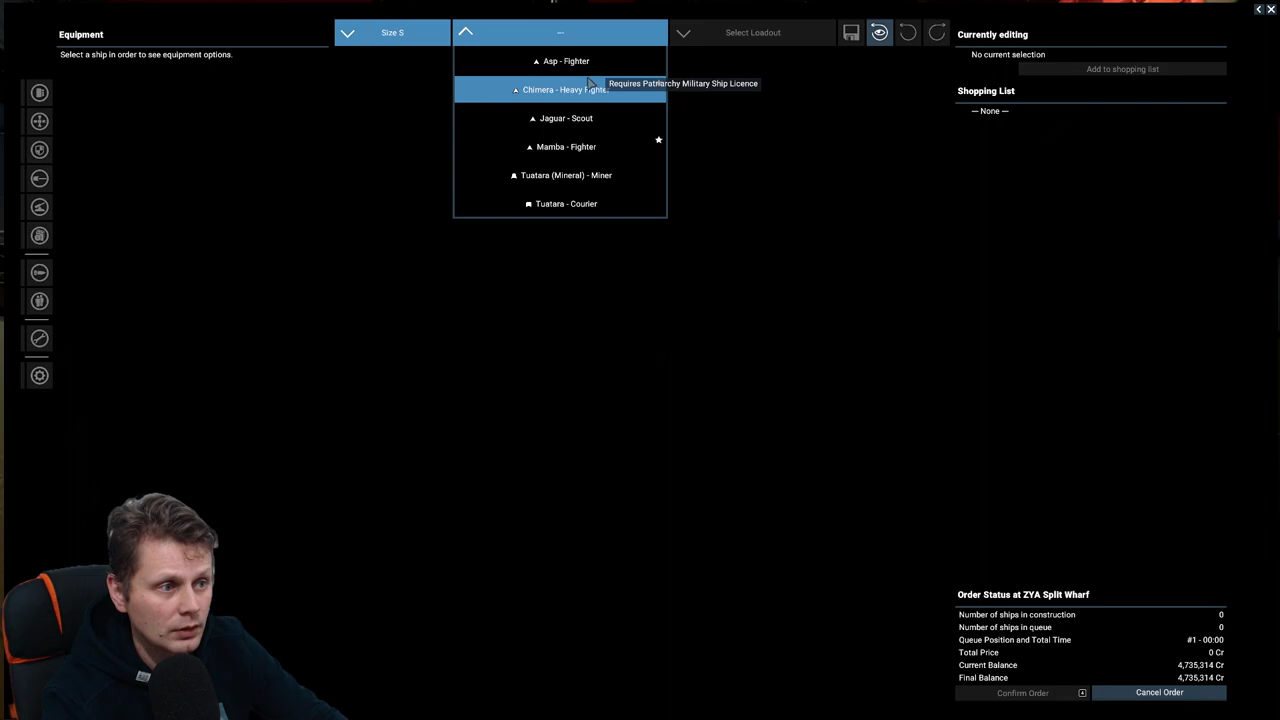 Equipment
Select a ship in order to see equipment options.
Size S
---
Select Loadout
Asp - Fighter
Chimera - Heavy Fighter
Requires Patriarchy Military Ship Licence
Jaguar - Scout
Mamba - Fighter
Tuatara (Mineral) - Miner
Tuatara - Courier
Currently editing
No current selection
Add to shopping list
Shopping List
— None —
Order Status at ZYA Split Wharf
Number of ships in construction 0
Number of ships in queue 0
Queue Position and Total Time #1 - 00:00
Total Price 0 Cr
Current Balance 4,735,314 Cr
Final Balance 4,735,314 Cr
Confirm Order
Cancel Order